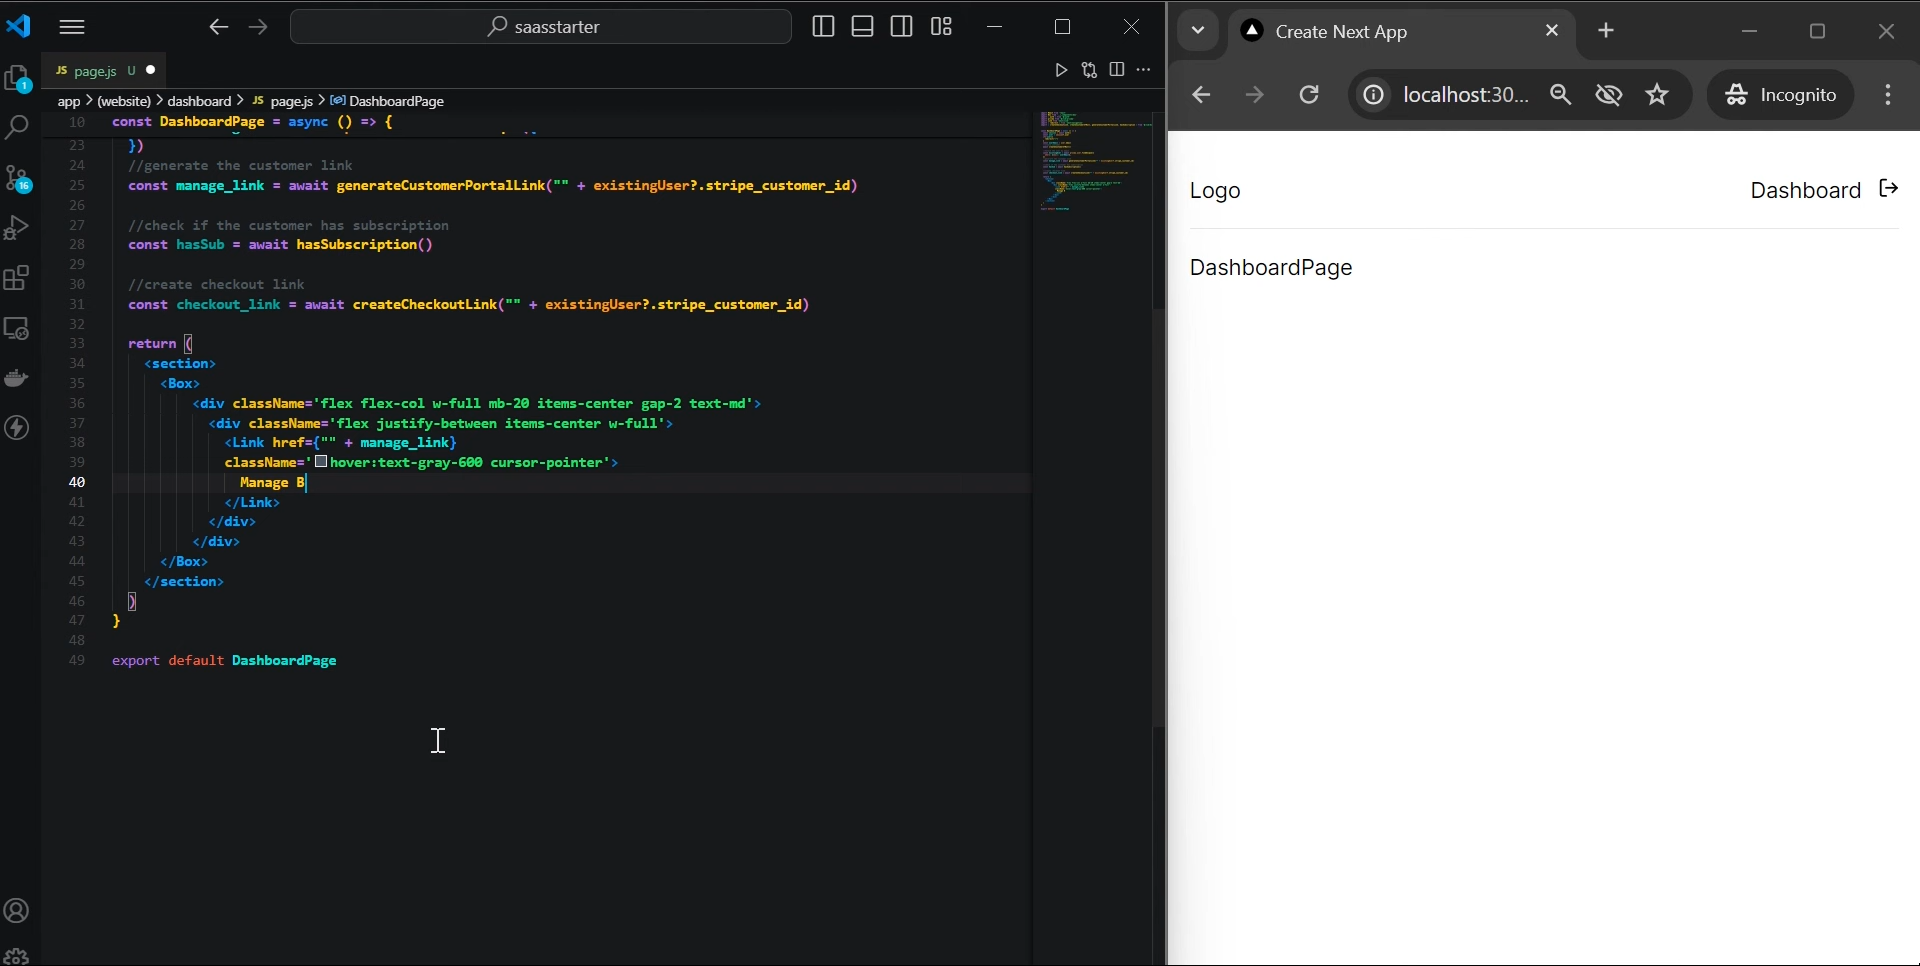 saasstarter
JS page.js U
app > (website) > dashboard > JS page.js > DashboardPage
10 const DashboardPage = async () => {
23 })
24 //generate the customer link
25 const manage_link = await generateCustomerPortalLink("" + existingUser?.stripe_customer_id)
26
27 //check if the customer has subscription
28 const hasSub = await hasSubscription()
29
30 //create checkout link
31 const checkout_link = await createCheckoutLink("" + existingUser?.stripe_customer_id)
32
33 return (
34 <section>
35 <Box>
36 <div className='flex flex-col w-full mb-20 items-center gap-2 text-md'>
37 <div className='flex justify-between items-center w-full'>
38 <Link href={"" + manage_link}
39 className='hover:text-gray-600 cursor-pointer'>
40 Manage B
41 </Link>
42 </div>
43 </div>
44 </Box>
45 </section>
46 )
47 }
48
49 export default DashboardPage
1
16
Create Next App
localhost:30...
Incognito
Logo
Dashboard
DashboardPage